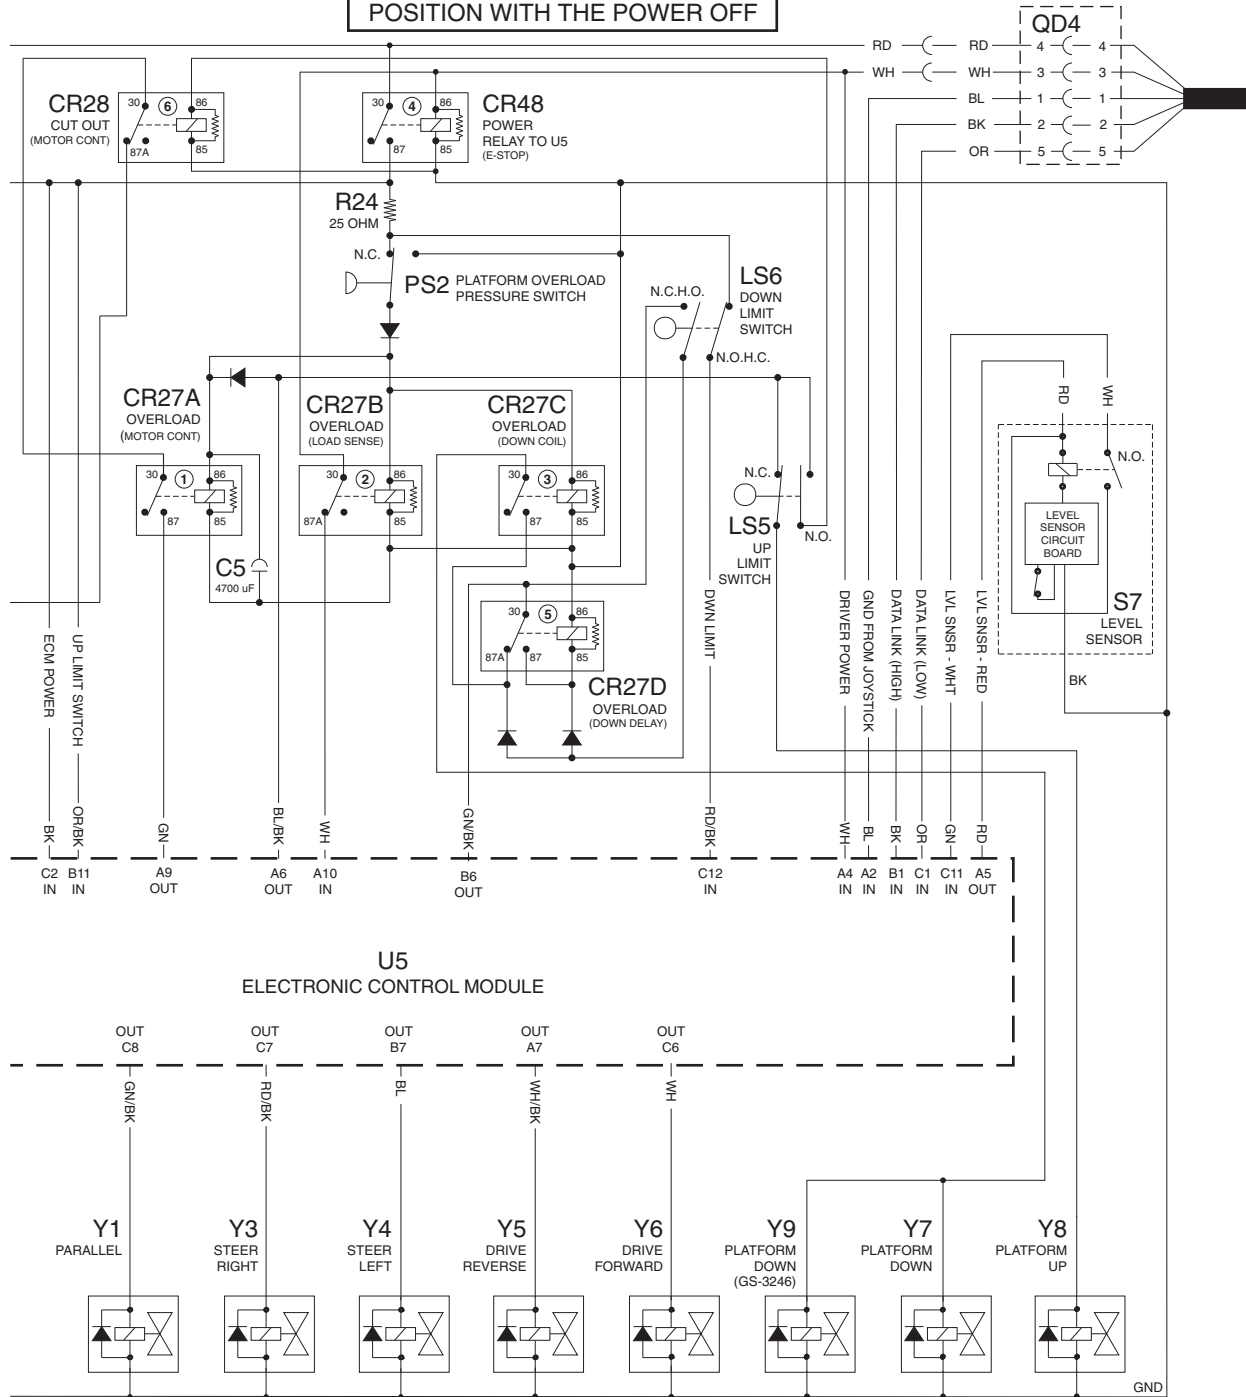 POSITION WITH THE POWER OFF
QD4
RD RD 4 4
WH WH 3 3
BL 1 1
BK 2 2
OR 5 5
CR28
CUT OUT
(MOTOR CONT)
30 6 86
87A 85
30 4 86
87 85
CR48
POWER
RELAY TO U5
(E-STOP)
R24
25 OHM
N.C.
PS2 PLATFORM OVERLOAD
PRESSURE SWITCH
N.C.H.O.
LS6
DOWN
LIMIT
SWITCH
N.O.H.C.
CR27A
OVERLOAD
(MOTOR CONT)
CR27B
OVERLOAD
(LOAD SENSE)
CR27C
OVERLOAD
(DOWN COIL)
30 1 86
87 85
30 2 86
87A 85
30 3 86
87 85
C5
4700 uF
30 5 86
87A 87 85
CR27D
OVERLOAD
(DOWN DELAY)
N.C.
LS5
N.O.
UP
LIMIT
SWITCH
RD
WH
N.O.
LEVEL
SENSOR
CIRCUIT
BOARD
S7
LEVEL
SENSOR
BK
ECM POWER
UP LIMIT SWITCH
DWN LIMIT
DRIVER POWER
GND FROM JOYSTICK
DATA LINK (HIGH)
DATA LINK (LOW)
LVL SNSR - WHT
LVL SNSR - RED
BK
OR/BK
GN
BL/BK
WH
GN/BK
RD/BK
WH
BL
BK
OR
GN
RD
C2 IN
B11 IN
A9 OUT
A6 OUT
A10 IN
B6 OUT
C12 IN
A4 IN
A2 IN
B1 IN
C1 IN
C11 IN
A5 OUT
U5
ELECTRONIC CONTROL MODULE
OUT C8
OUT C7
OUT B7
OUT A7
OUT C6
GN/BK
RD/BK
BL
WH/BK
WH
Y1
PARALLEL
Y3
STEER
RIGHT
Y4
STEER
LEFT
Y5
DRIVE
REVERSE
Y6
DRIVE
FORWARD
Y9
PLATFORM
DOWN
(GS-3246)
Y7
PLATFORM
DOWN
Y8
PLATFORM
UP
GND